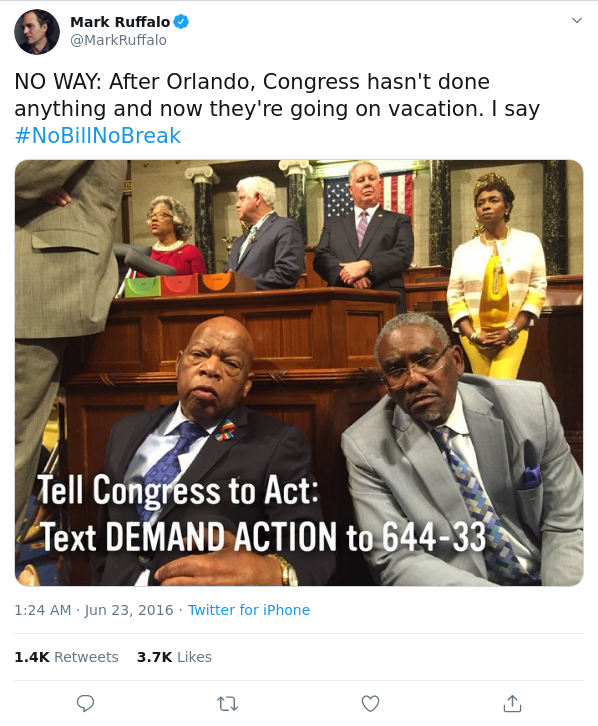 Mark Ruffalo
@MarkRuffalo
NO WAY: After Orlando, Congress hasn't done
anything and now they're going on vacation. I say
#NoBillNoBreak
Tell Congress to Act:
Text DEMAND ACTION to 644-33
1:24 AM · Jun 23, 2016 · Twitter for iPhone
1.4K Retweets 3.7K Likes